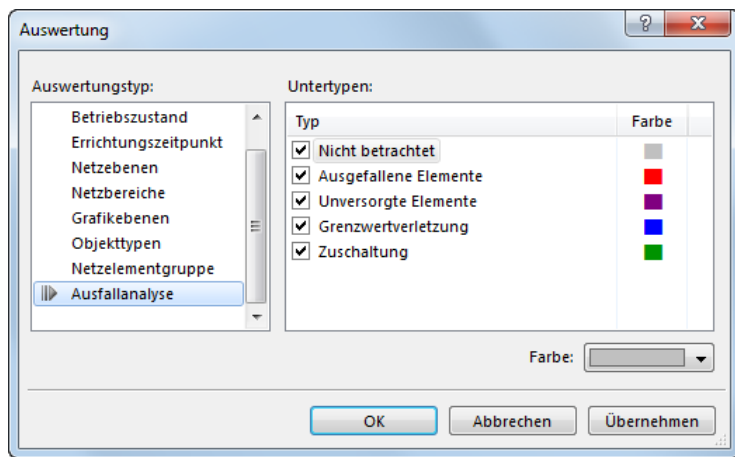 Auswertung
Auswertungstyp:
Betriebszustand
Errichtungszeitpunkt
Netzebenen
Netzbereiche
Grafikebenen
Objekttypen
Netzelementgruppe
Ausfallanalyse
Untertypen:
Typ Farbe
Nicht betrachtet
Ausgefallene Elemente
Unversorgte Elemente
Grenzwertverletzung
Zuschaltung
Farbe:
OK Abbrechen Übernehmen